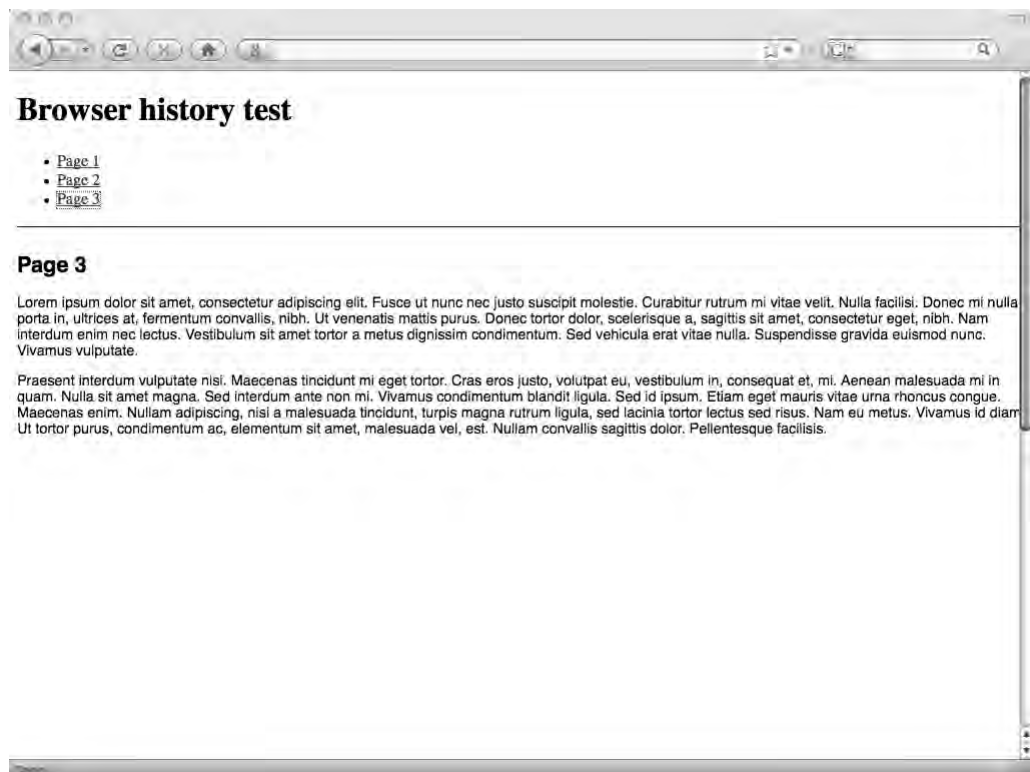 Browser history test
• Page 1
• Page 2
• Page 3
Page 3
Lorem ipsum dolor sit amet, consectetur adipiscing elit. Fusce ut nunc nec justo suscipit molestie. Curabitur rutrum mi vitae velit. Nulla facilisi. Donec mi nulla
porta in, ultrices at, fermentum convallis, nibh. Ut venenatis mattis purus. Donec tortor dolor, scelerisque a, sagittis sit amet, consectetur eget, nibh. Nam
interdum enim nec lectus. Vestibulum sit amet tortor a metus dignissim condimentum. Sed vehicula erat vitae nulla. Suspendisse gravida euismod nunc.
Vivamus vulputate.
Praesent interdum vulputate nisi. Maecenas tincidunt mi eget tortor. Cras eros justo, volutpat eu, vestibulum in, consequat et, mi. Aenean malesuada mi in
quam. Nulla sit amet magna. Sed interdum ante non mi. Vivamus condimentum blandit ligula. Sed id ipsum. Etiam eget mauris vitae urna rhoncus congue.
Maecenas enim. Nullam adipiscing, nisi a malesuada tincidunt, turpis magna rutrum ligula, sed lacinia tortor lectus sed risus. Nam eu metus. Vivamus id diam
Ut tortor purus, condimentum ac, elementum sit amet, malesuada vel, est. Nullam convallis sagittis dolor. Pellentesque facilisis.